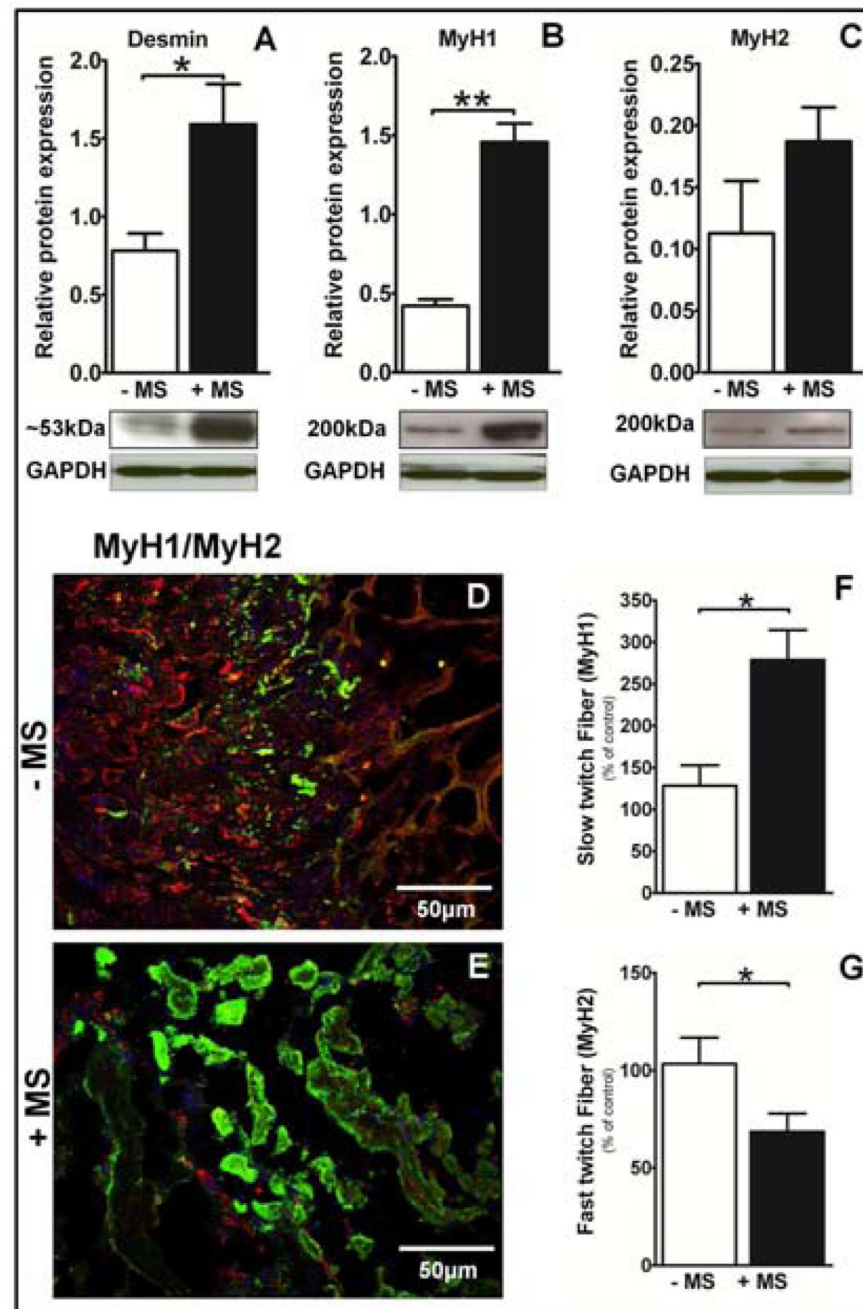 Desmin A
*
Relative protein expression
2.0
1.5
1.0
0.5
0.0
- MS + MS
~53kDa
GAPDH
MyH1 B
**
Relative protein expression
2.0
1.5
1.0
0.5
0.0
- MS + MS
200kDa
GAPDH
MyH2 C
Relative protein expression
0.25
0.20
0.15
0.10
0.05
0.00
- MS + MS
200kDa
GAPDH
MyH1/MyH2
- MS
D
50µm
F
*
Slow twitch Fiber (MyH1)
(% of control)
350
300
250
200
150
100
50
0
- MS + MS
+ MS
E
50µm
G
*
Fast twitch Fiber (MyH2)
(% of control)
150
100
50
0
- MS + MS